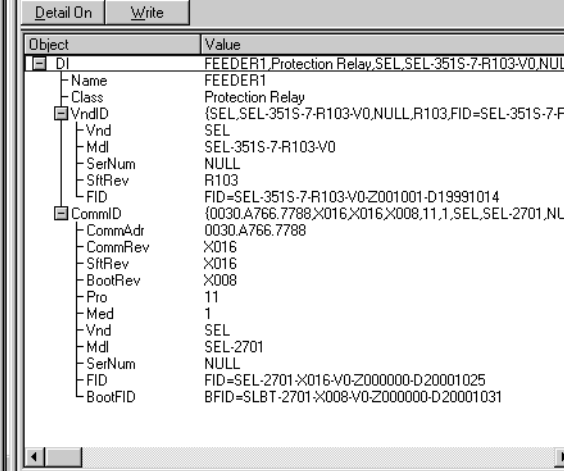 Detail On Write
Object Value
DI FEEDER1,Protection Relay,SEL,SEL-351S-7-R103-V0,NUL
Name FEEDER1
Class Protection Relay
VndID {SEL,SEL-351S-7-R103-V0,NULL,R103,FID=SEL-351S-7-F
Vnd SEL
Mdl SEL-351S-7-R103-V0
SerNum NULL
SftRev R103
FID FID=SEL-351S-7-R103-V0-Z001001-D19991014
CommID {0030.A766.7788,X016,X016,X008,11,1,SEL,SEL-2701,NU
CommAdr 0030.A766.7788
CommRev X016
SftRev X016
BootRev X008
Pro 11
Med 1
Vnd SEL
Mdl SEL-2701
SerNum NULL
FID FID=SEL-2701-X016-V0-Z000000-D20001025
BootFID BFID=SLBT-2701-X008-V0-Z000000-D20001031